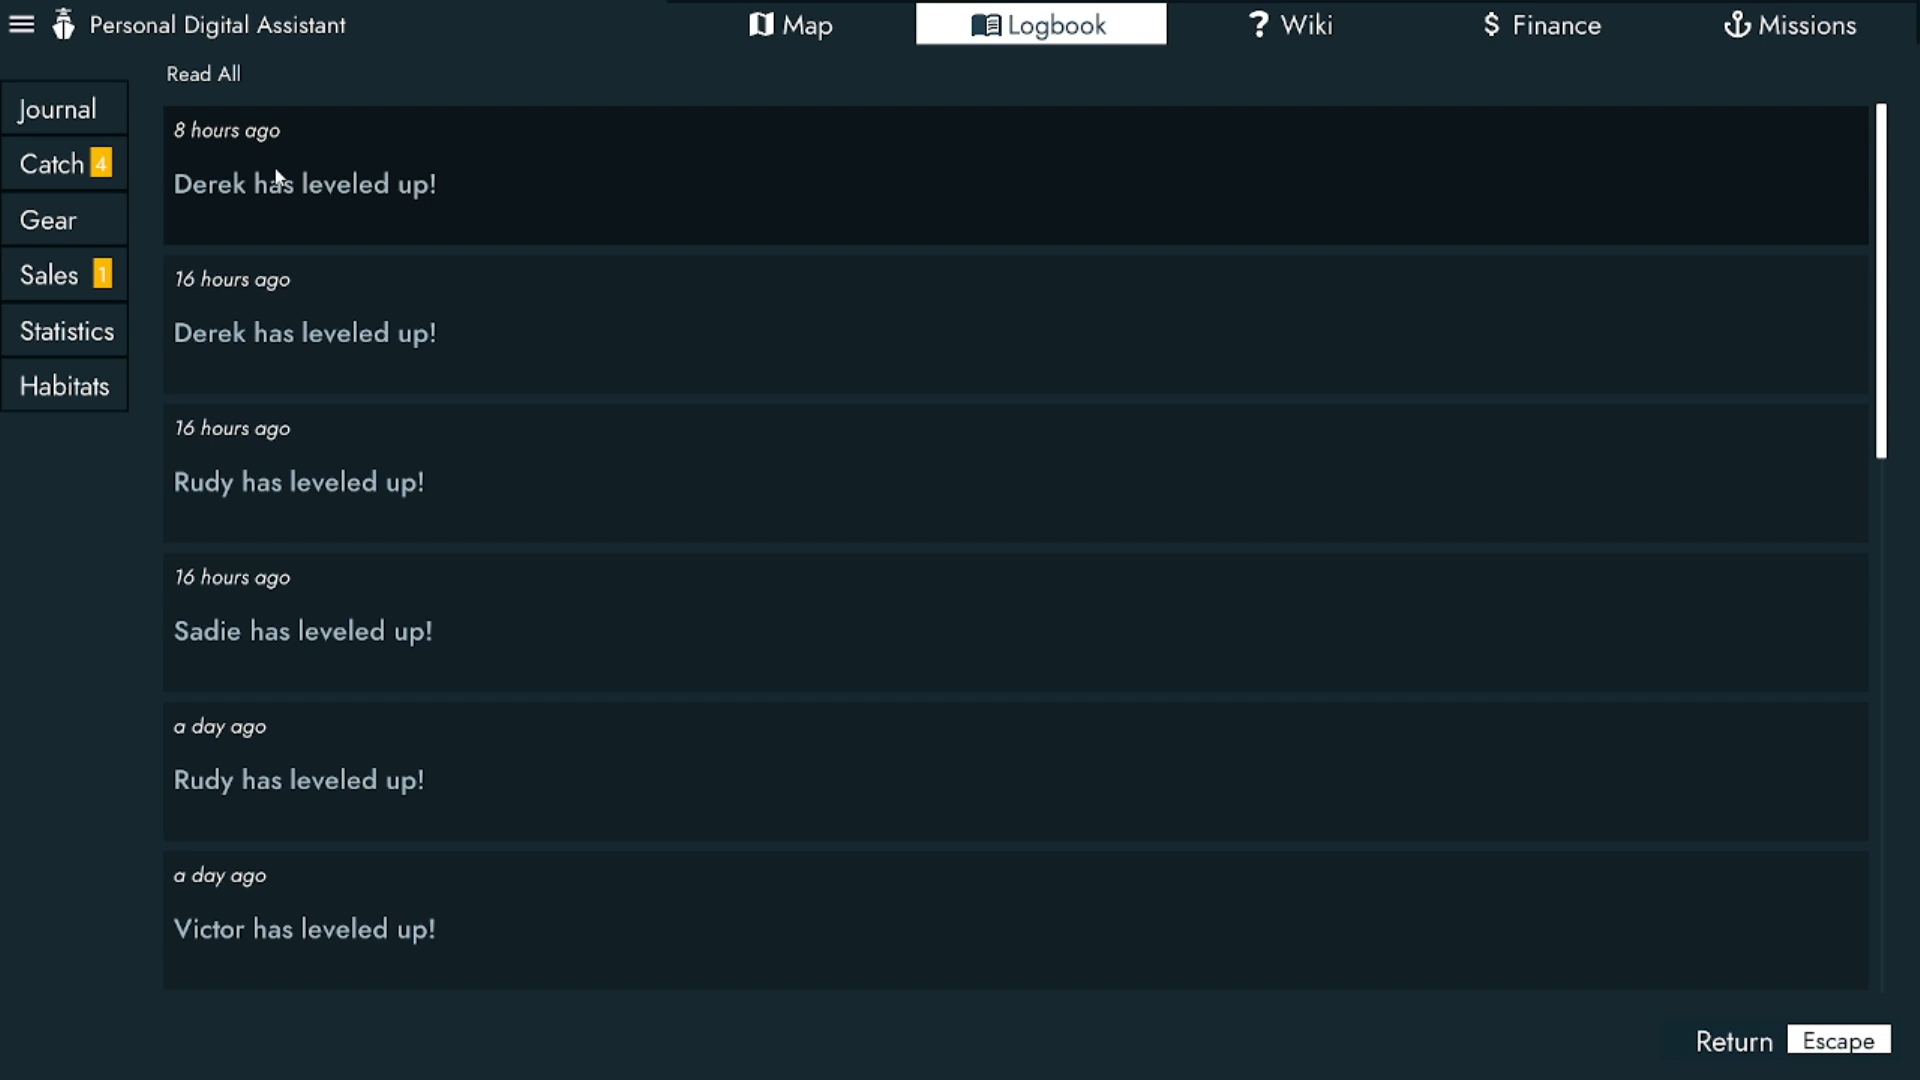 Personal Digital Assistant
Map
Logbook
? Wiki
$ Finance
Missions
Read All
Journal
Catch 4
Gear
Sales 1
Statistics
Habitats
8 hours ago
Derek has leveled up!
16 hours ago
Derek has leveled up!
16 hours ago
Rudy has leveled up!
16 hours ago
Sadie has leveled up!
a day ago
Rudy has leveled up!
a day ago
Victor has leveled up!
Return Escape